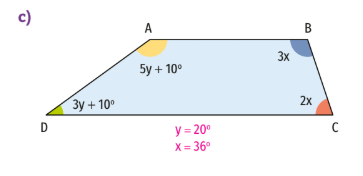 c)
A
B
5y + 10º
3x
3y + 10º
2x
D
C
y = 20º
x = 36º